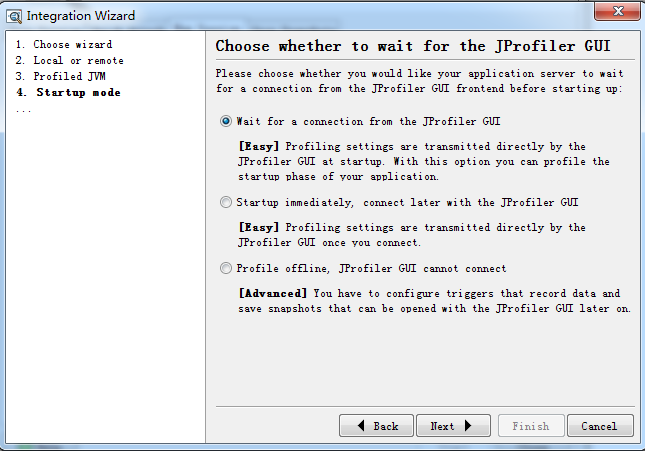 Integration Wizard
1. Choose wizard
2. Local or remote
3. Profiled JVM
4. Startup mode
...
Choose whether to wait for the JProfiler GUI
Please choose whether you would like your application server to wait
for a connection from the JProfiler GUI frontend before starting up:
Wait for a connection from the JProfiler GUI
[Easy] Profiling settings are transmitted directly by the
JProfiler GUI at startup. With this option you can profile the
startup phase of your application.
Startup immediately, connect later with the JProfiler GUI
[Easy] Profiling settings are transmitted directly by the
JProfiler GUI once you connect.
Profile offline, JProfiler GUI cannot connect
[Advanced] You have to configure triggers that record data and
save snapshots that can be opened with the JProfiler GUI later on.
Back
Next
Finish
Cancel